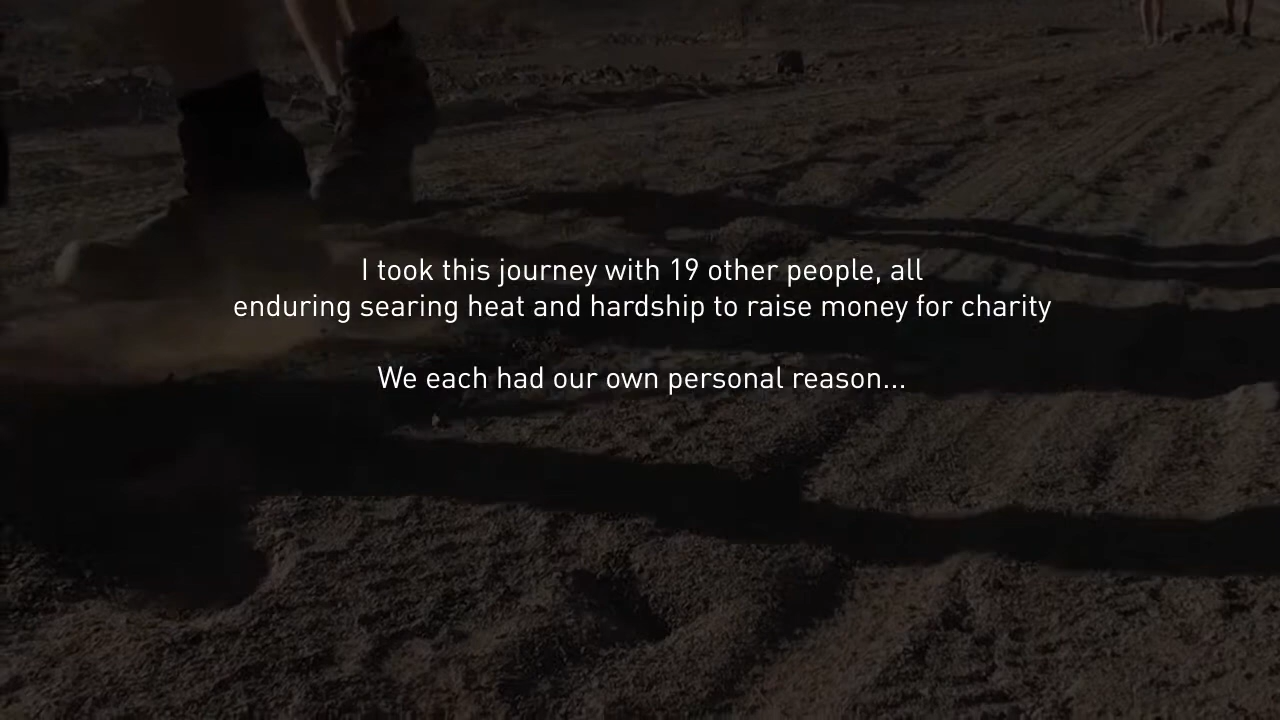 I took this journey with 19 other people, all
enduring searing heat and hardship to raise money for charity
We each had our own personal reason...